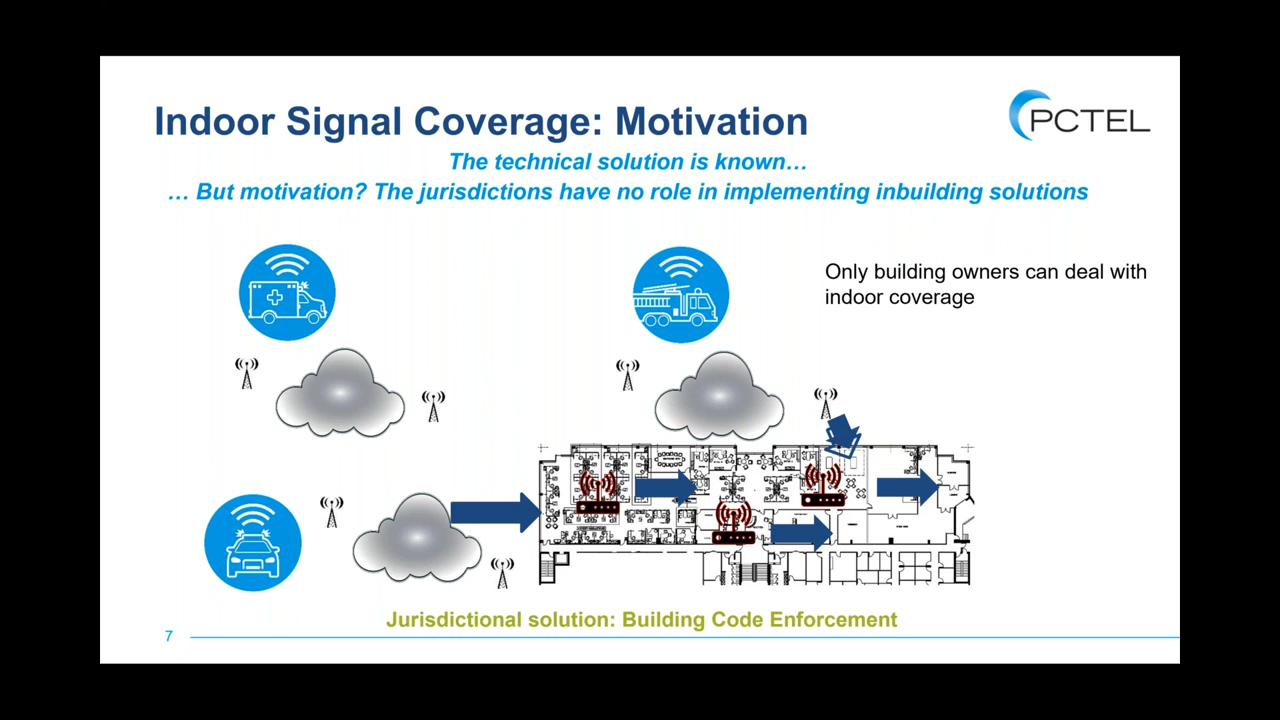 Indoor Signal Coverage: Motivation
PCTEL
The technical solution is known…
… But motivation? The jurisdictions have no role in implementing inbuilding solutions
Only building owners can deal with
indoor coverage
Jurisdictional solution: Building Code Enforcement
7